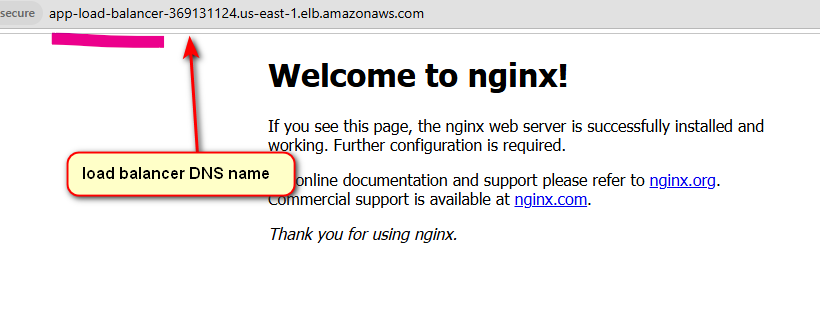 secure app-load-balancer-369131124.us-east-1.elb.amazonaws.com
Welcome to nginx!
If you see this page, the nginx web server is successfully installed and
working. Further configuration is required.
load balancer DNS name
online documentation and support please refer to nginx.org.
Commercial support is available at nginx.com.
Thank you for using nginx.